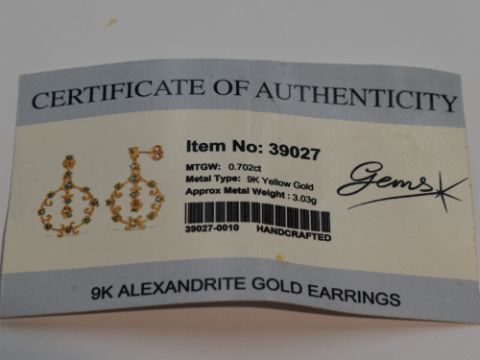 CERTIFICATE OF AUTHENTICITY
Item No: 39027
MTGW: 0.702ct
Metal Type: 9K Yellow Gold
Approx Metal Weight : 3.03g
39027-0010 HANDCRAFTED
Gems
9K ALEXANDRITE GOLD EARRINGS